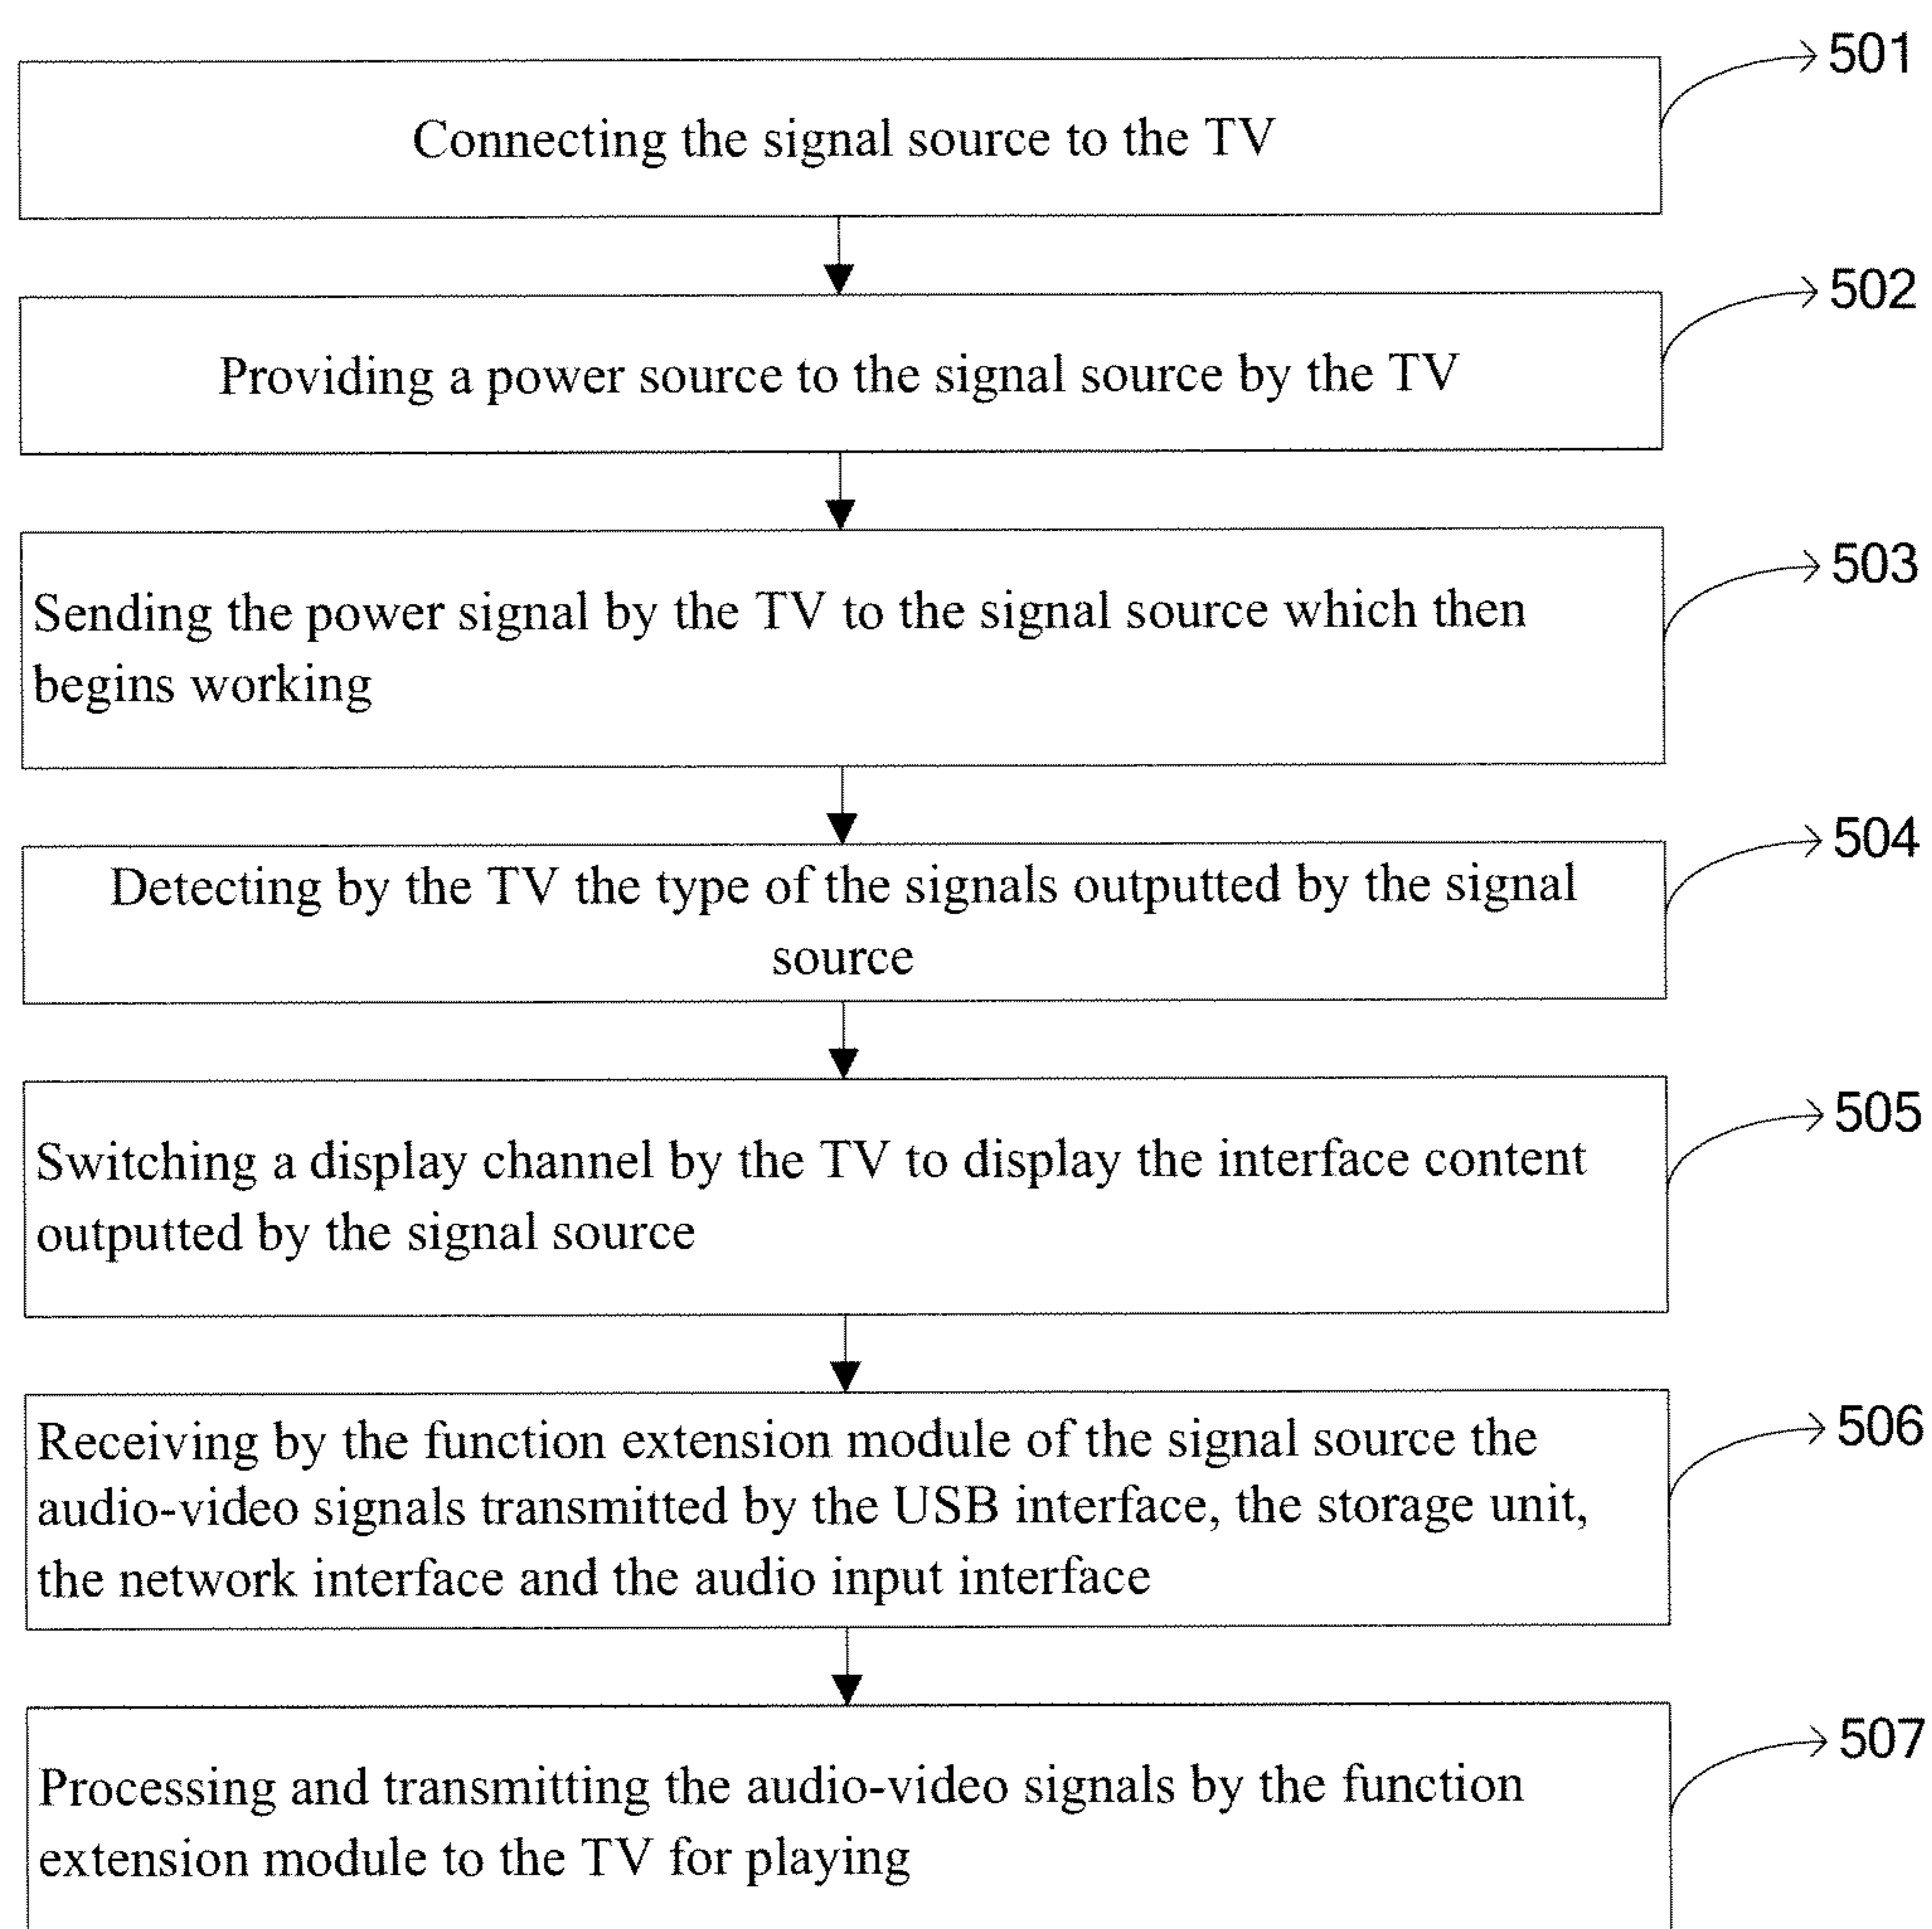 501
Connecting the signal source to the TV
502
Providing a power source to the signal source by the TV
503
Sending the power signal by the TV to the signal source which then
begins working
504
Detecting by the TV the type of the signals outputted by the signal
source
505
Switching a display channel by the TV to display the interface content
outputted by the signal source
506
Receiving by the function extension module of the signal source the
audio-video signals transmitted by the USB interface, the storage unit,
the network interface and the audio input interface
507
Processing and transmitting the audio-video signals by the function
extension module to the TV for playing